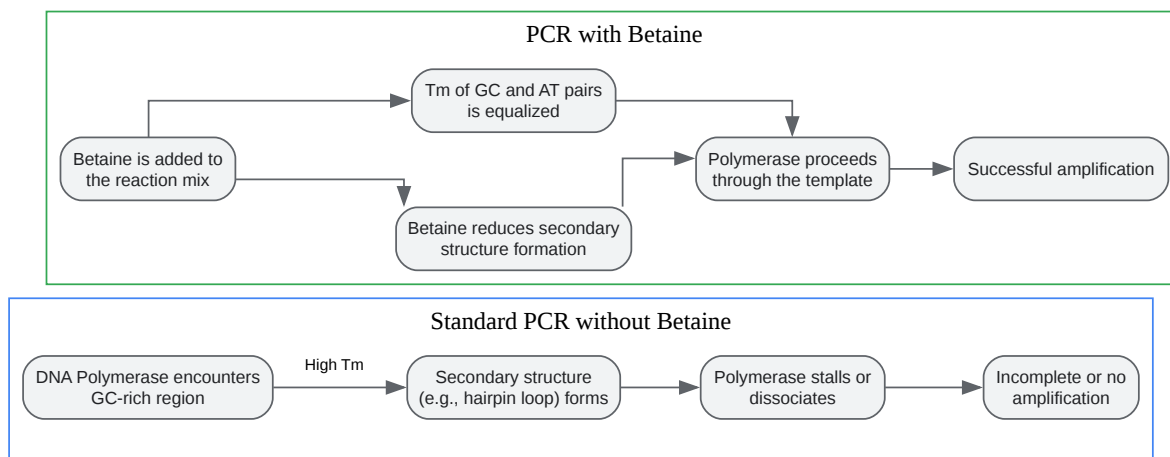 PCR with Betaine
Tm of GC and AT pairs
is equalized
Betaine is added to
the reaction mix
Polymerase proceeds
through the template
Successful amplification
Betaine reduces secondary
structure formation
Standard PCR without Betaine
DNA Polymerase encounters
GC-rich region
High Tm
Secondary structure
(e.g., hairpin loop) forms
Polymerase stalls or
dissociates
Incomplete or no
amplification